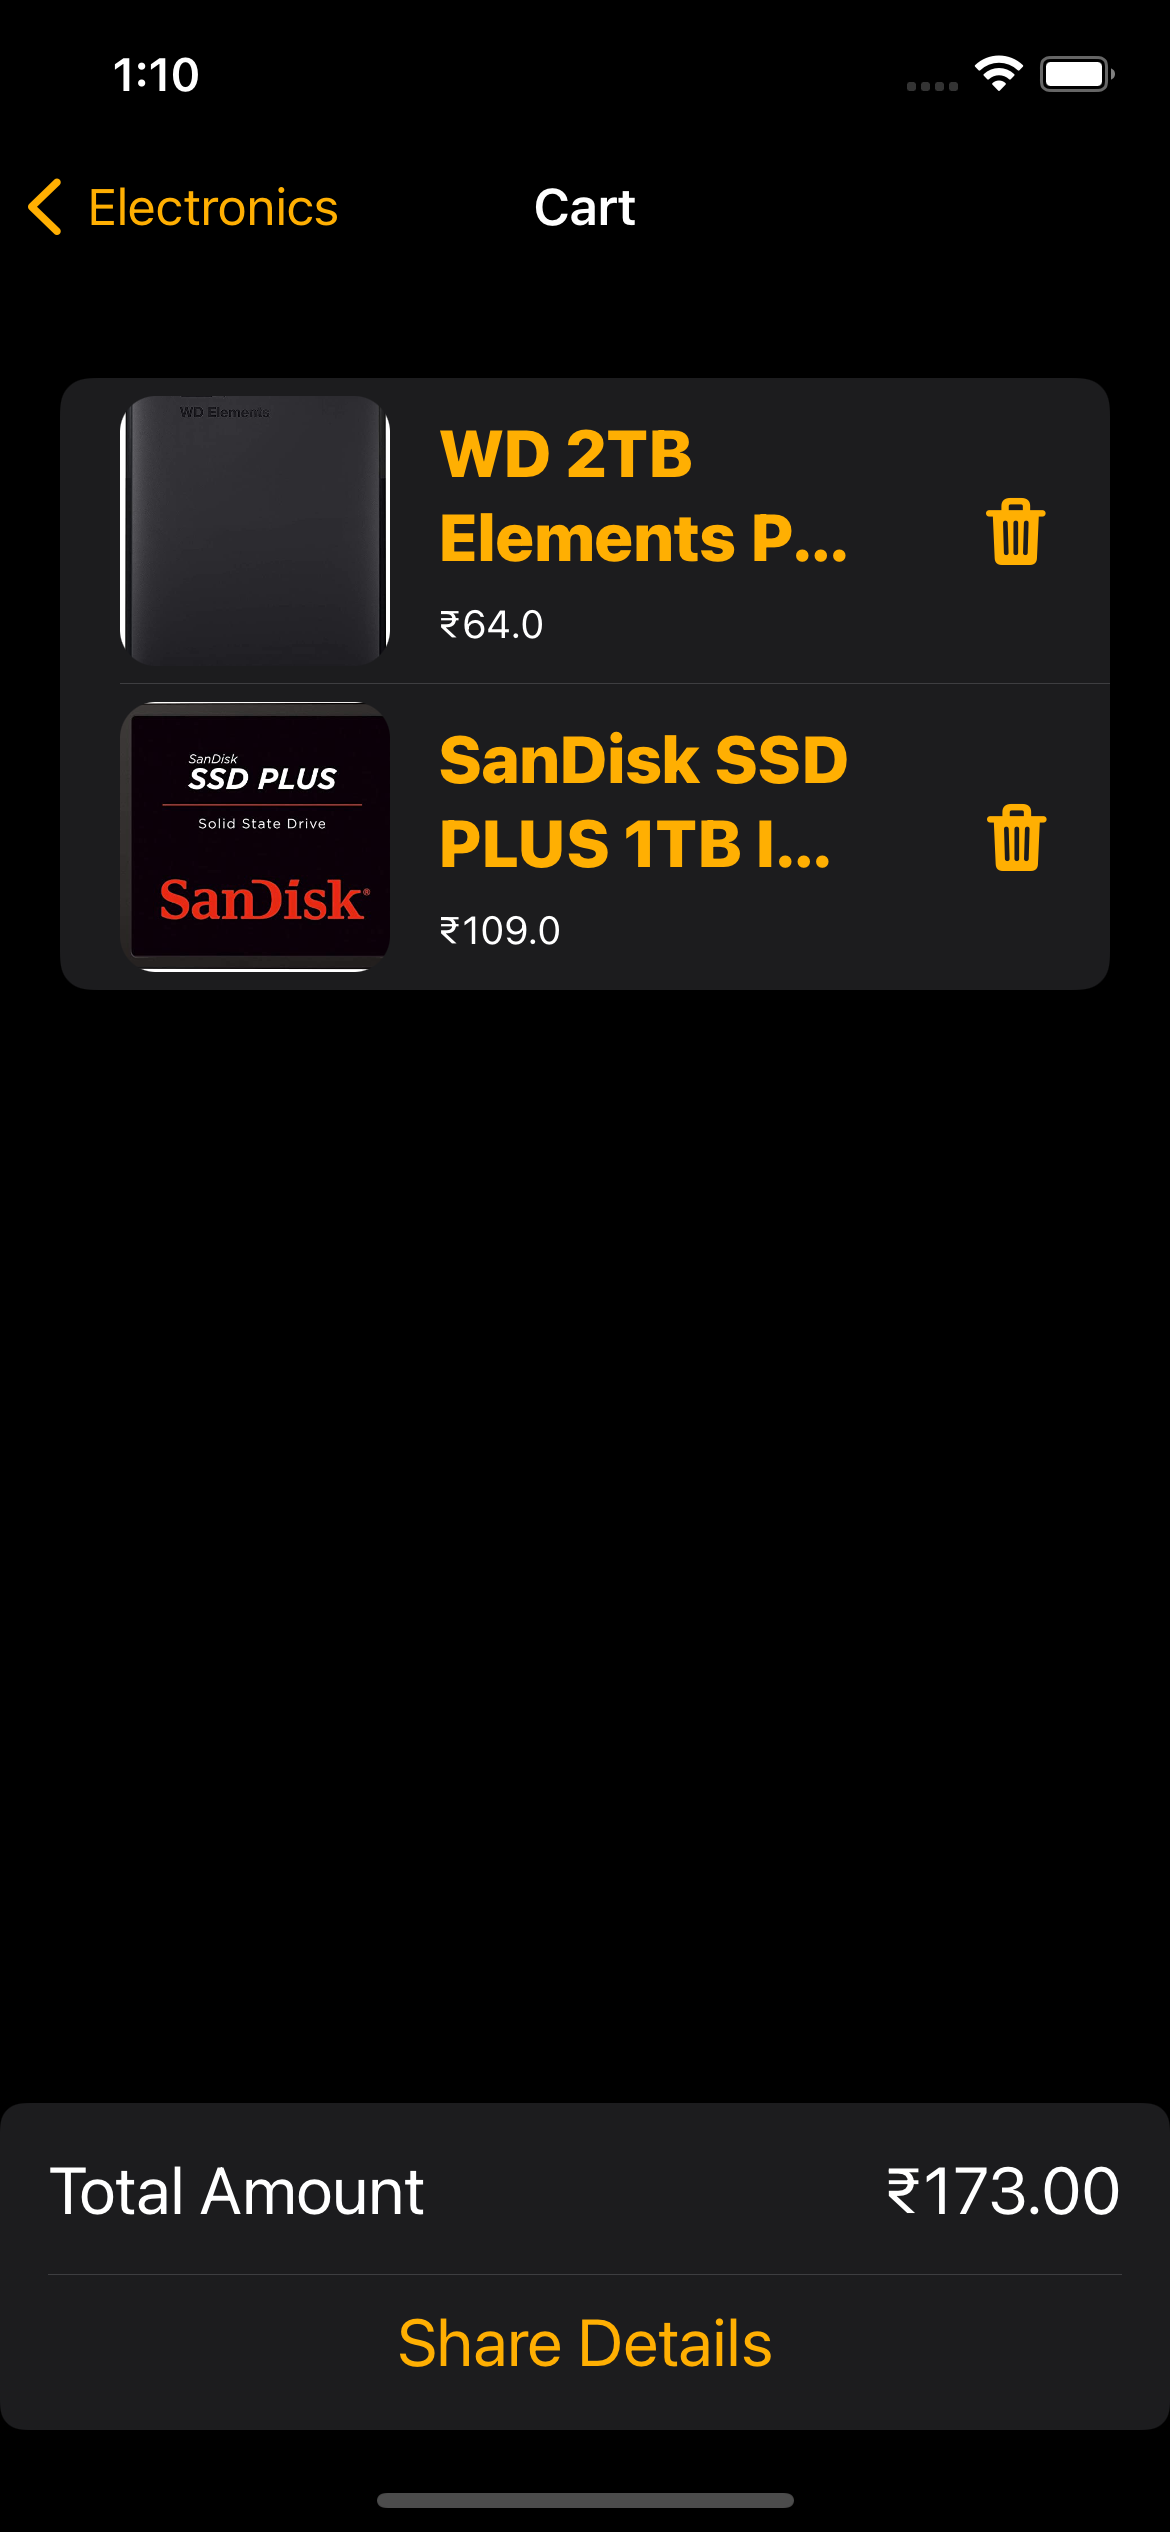 1:10
Electronics
Cart
WD Elements
WD 2TB
Elements P...
₹64.0
SanDisk
SSD PLUS
Solid State Drive
SanDisk®
SanDisk SSD
PLUS 1TB I...
₹109.0
Total Amount
₹173.00
Share Details